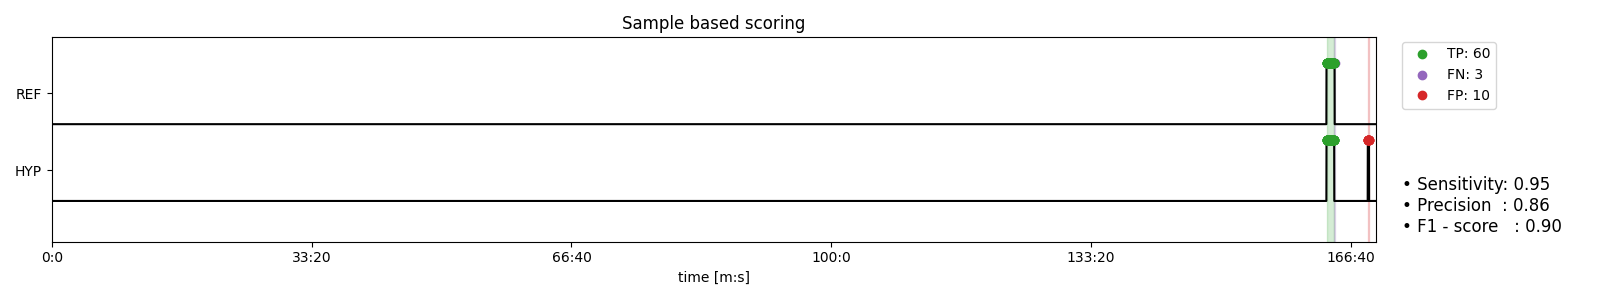 Sample based scoring
REF
HYP
0:0
33:20
66:40
100:0
133:20
166:40
time [m:s]
TP: 60
FN: 3
FP: 10
• Sensitivity: 0.95
• Precision  : 0.86
• F1 - score   : 0.90